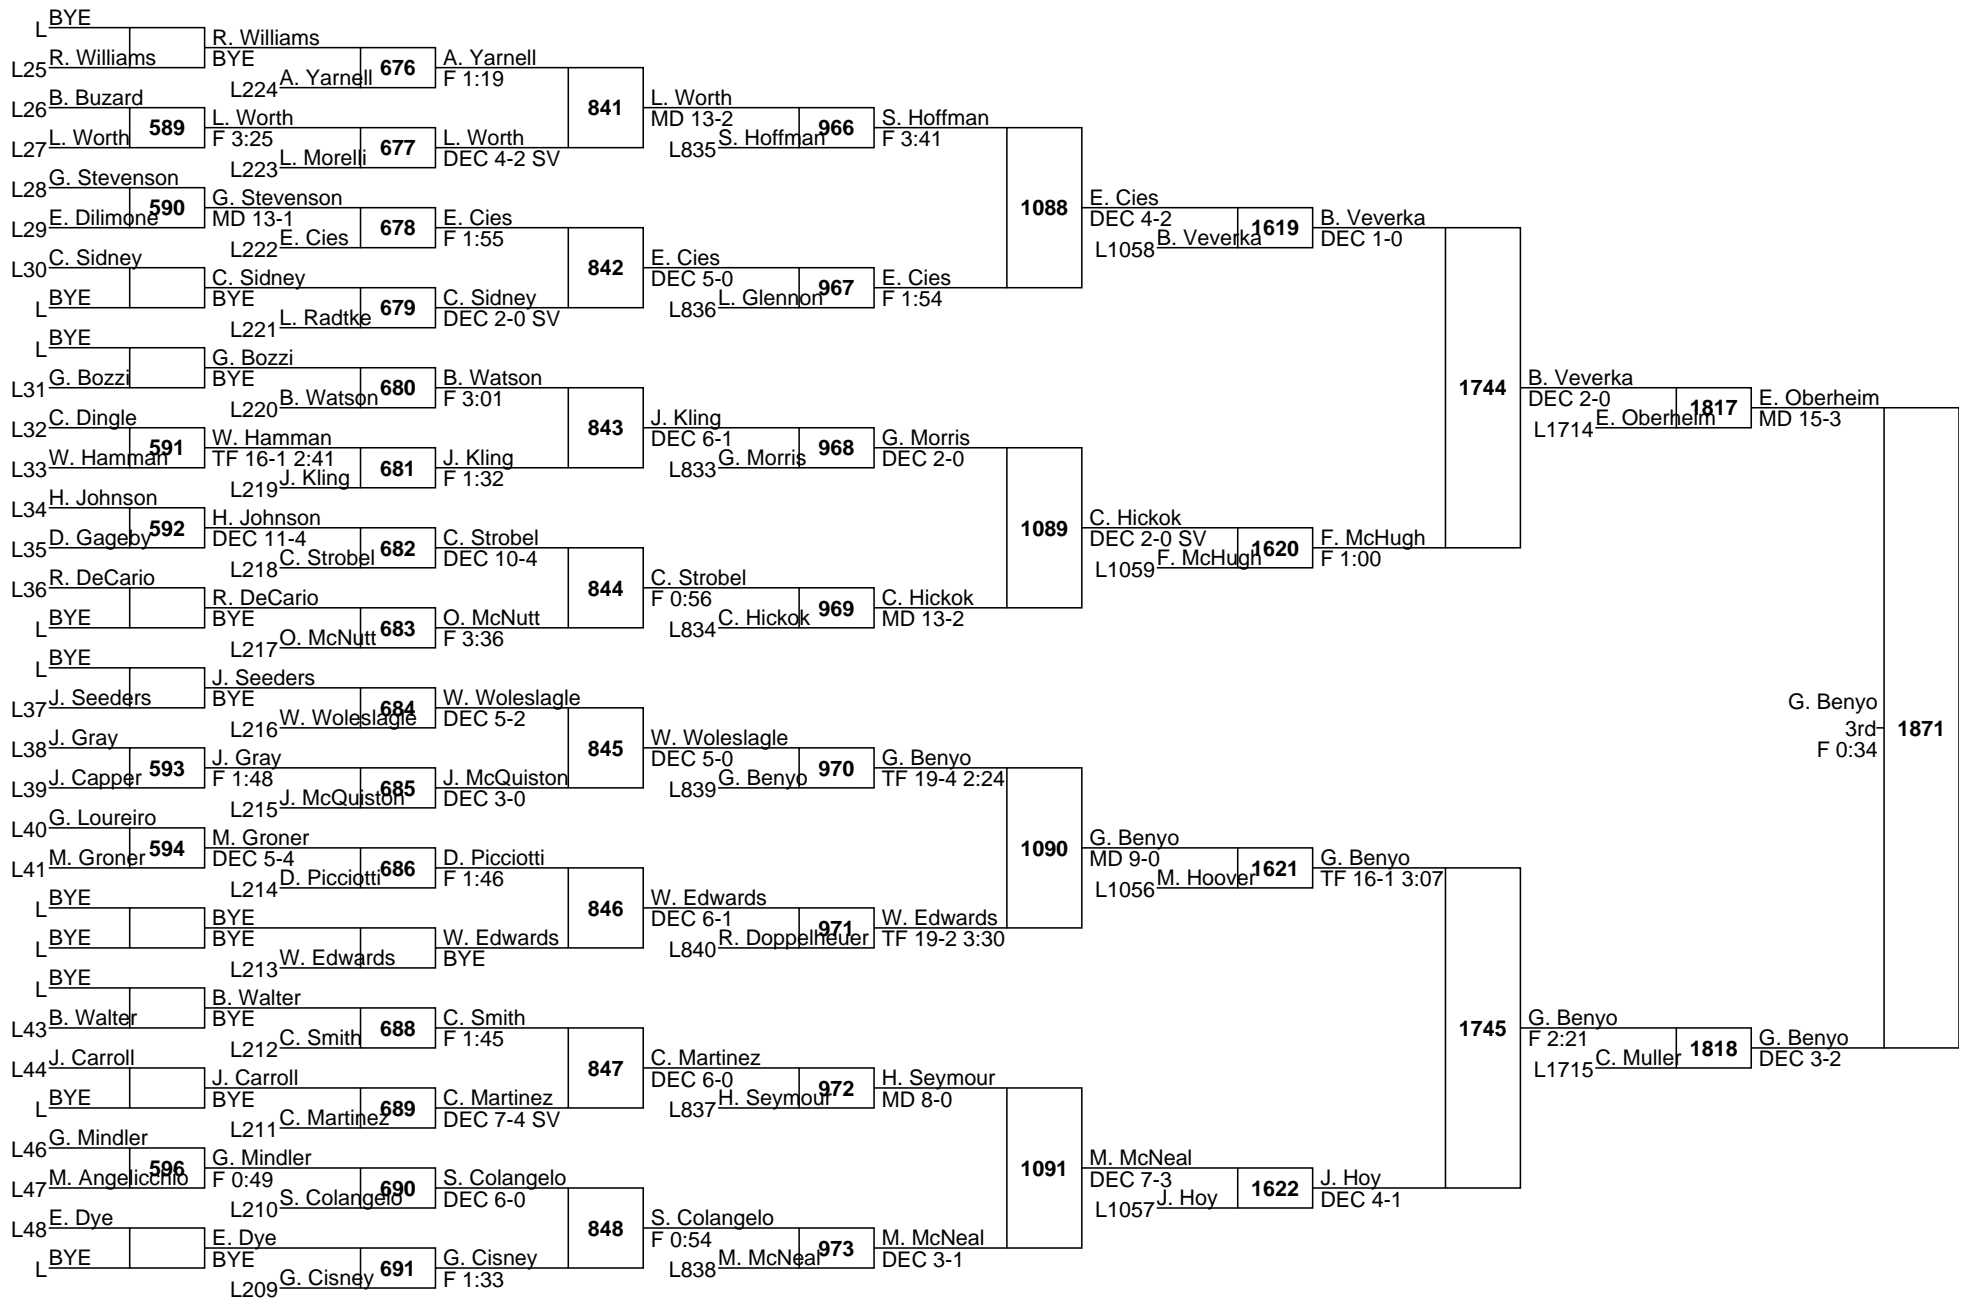 BYE
L
R. Williams
BYE
L25 R. Williams
676
A. Yarnell
F 1:19
L224 A. Yarnell
L26 B. Buzard
841
L. Worth
MD 13-2
589
L. Worth
F 3:25
966
S. Hoffman
F 3:41
L27 L. Worth
677
L. Worth
DEC 4-2 SV
L835 S. Hoffman
L223 L. Morelli
L28 G. Stevenson
590
G. Stevenson
MD 13-1
1088
E. Cies
DEC 4-2
L29 E. Dilimone
678
E. Cies
F 1:55
1619
B. Veverka
DEC 1-0
L222 E. Cies
L1058 B. Veverka
L30 C. Sidney
842
E. Cies
DEC 5-0
C. Sidney
BYE
967
E. Cies
F 1:54
BYE
L
679
C. Sidney
DEC 2-0 SV
L836 L. Glennon
L221 L. Radtke
BYE
L
G. Bozzi
BYE
L31 G. Bozzi
680
B. Watson
F 3:01
1744
B. Veverka
DEC 2-0
L220 B. Watson
1817
E. Oberheim
MD 15-3
L32 C. Dingle
843
J. Kling
DEC 6-1
L1714 E. Oberheim
591
W. Hamman
TF 16-1 2:41
968
G. Morris
DEC 2-0
L33 W. Hamman
681
J. Kling
F 1:32
L833 G. Morris
L219 J. Kling
L34 H. Johnson
592
H. Johnson
DEC 11-4
1089
C. Hickok
DEC 2-0 SV
L35 D. Gageby
682
C. Strobel
DEC 10-4
1620
F. McHugh
F 1:00
L218 C. Strobel
L1059 F. McHugh
L36 R. DeCario
844
C. Strobel
F 0:56
R. DeCario
BYE
969
C. Hickok
MD 13-2
BYE
L
683
O. McNutt
F 3:36
L834 C. Hickok
L217 O. McNutt
BYE
L
J. Seeders
BYE
L37 J. Seeders
684
W. Woleslagle
DEC 5-2
G. Benyo
3rd
F 0:34
1871
L216 W. Woleslagle
L38 J. Gray
845
W. Woleslagle
DEC 5-0
593
J. Gray
F 1:48
970
G. Benyo
TF 19-4 2:24
L39 J. Capper
685
J. McQuiston
DEC 3-0
L839 G. Benyo
L215 J. McQuiston
L40 G. Loureiro
594
M. Groner
DEC 5-4
1090
G. Benyo
MD 9-0
L41 M. Groner
686
D. Picciotti
F 1:46
1621
G. Benyo
TF 16-1 3:07
L214 D. Picciotti
L1056 M. Hoover
BYE
L
846
W. Edwards
DEC 6-1
BYE
BYE
971
W. Edwards
TF 19-2 3:30
BYE
L
W. Edwards
BYE
L840 R. Doppelheuer
L213 W. Edwards
BYE
L
B. Walter
BYE
L43 B. Walter
688
C. Smith
F 1:45
1745
G. Benyo
F 2:21
L212 C. Smith
1818
G. Benyo
DEC 3-2
L44 J. Carroll
847
C. Martinez
DEC 6-0
L1715 C. Muller
J. Carroll
BYE
972
H. Seymour
MD 8-0
BYE
L
689
C. Martinez
DEC 7-4 SV
L837 H. Seymour
L211 C. Martinez
L46 G. Mindler
596
G. Mindler
F 0:49
1091
M. McNeal
DEC 7-3
L47 M. Angelicchio
690
S. Colangelo
DEC 6-0
1622
J. Hoy
DEC 4-1
L210 S. Colangelo
L1057 J. Hoy
L48 E. Dye
848
S. Colangelo
F 0:54
E. Dye
BYE
973
M. McNeal
DEC 3-1
BYE
L
691
G. Cisney
F 1:33
L838 M. McNeal
L209 G. Cisney